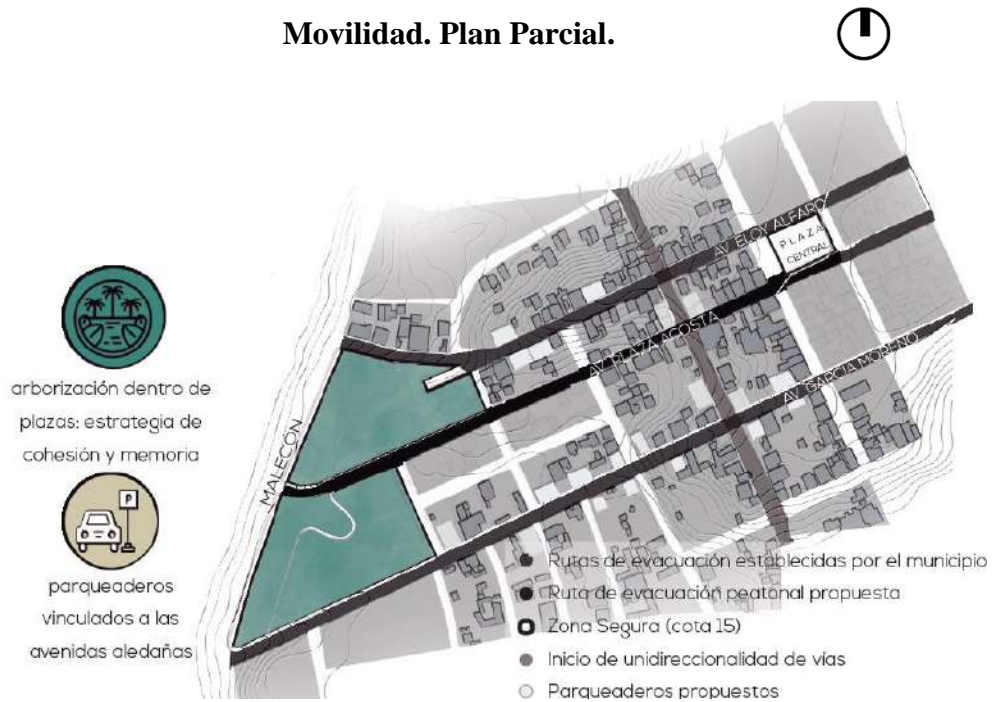 Movilidad. Plan Parcial.
AV. ELOY ALFARO
PLAZA
CENTRAL
AV. PLAZA ACOSTA
AV. GARCIA MORENO
MALECÓN
arborización dentro de
plazas: estrategia de
cohesión y memoria
P
parqueaderos
vinculados a las
avenidas aledañas
Rutas de evacuación establecidas por el municipio
Ruta de evacuación peatonal propuesta
Zona Segura (cota 15)
Inicio de unidireccionalidad de vías
Parqueaderos propuestos